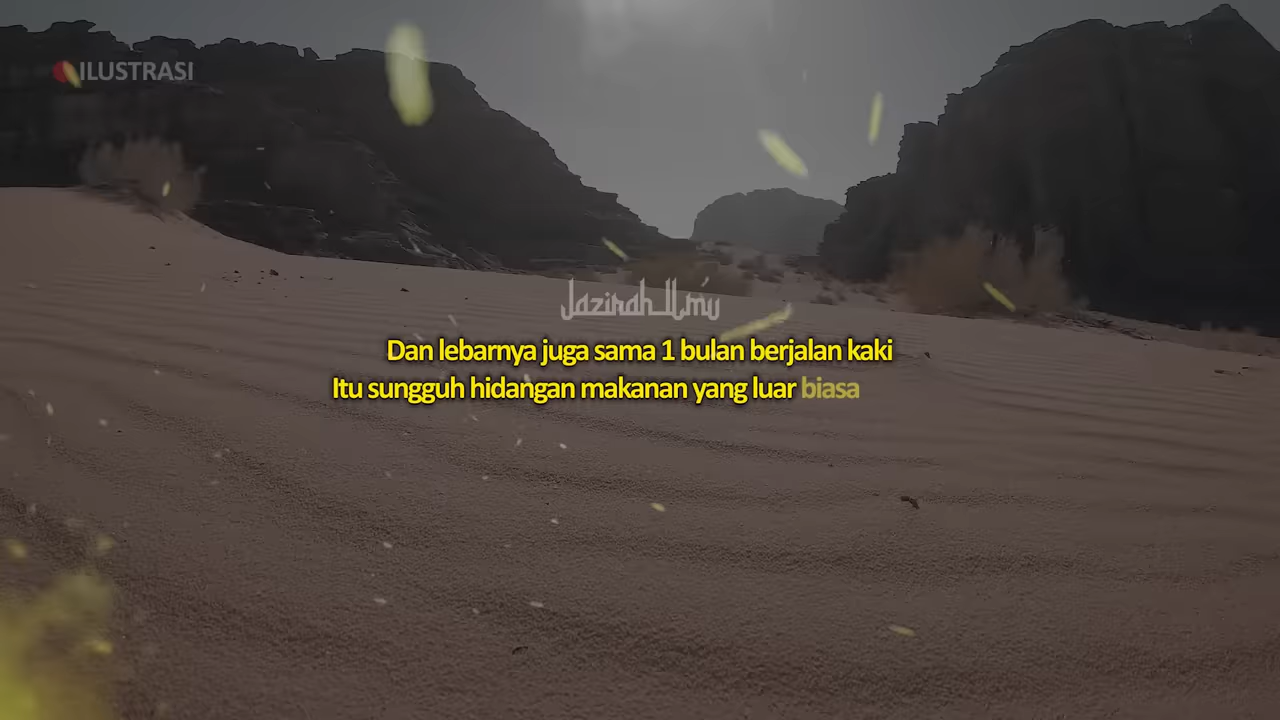 ILUSTRASI
Jazirah Ilmu
Dan lebarnya juga sama 1 bulan berjalan kaki
Itu sungguh hidangan makanan yang luar biasa